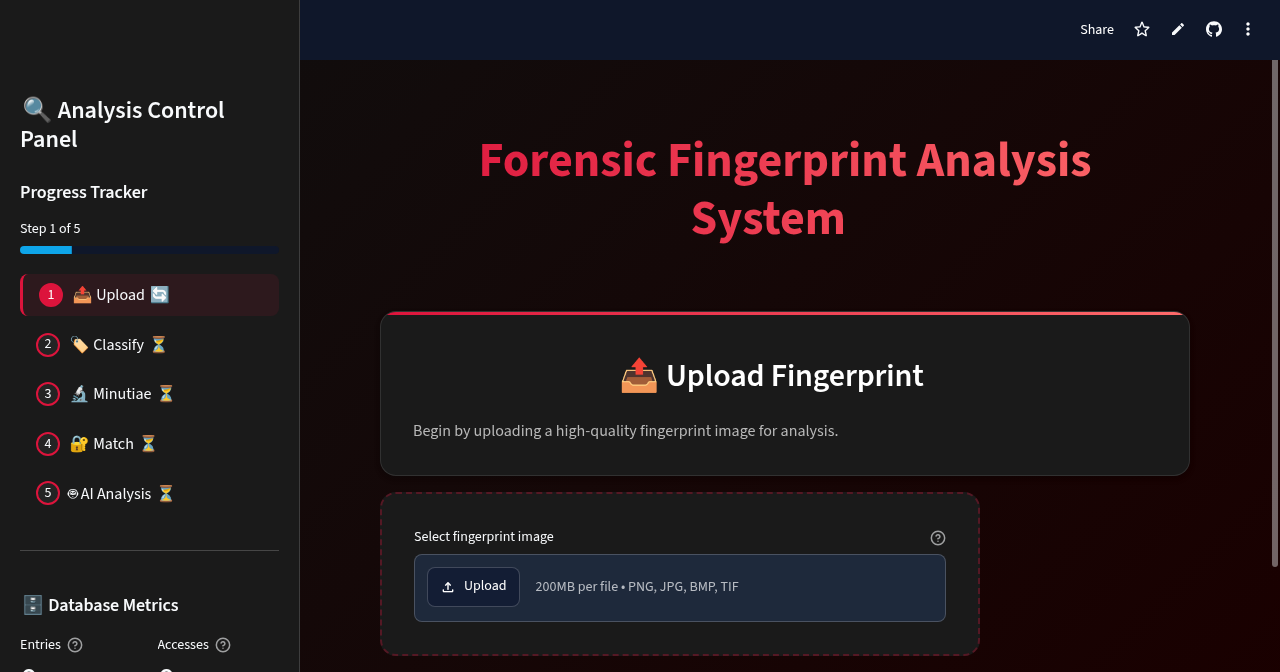 Share
🔍 Analysis Control
Panel
Progress Tracker
Step 1 of 5
1 📤 Upload 🔄
2 🏷️ Classify ⏳
3 🔬 Minutiae ⏳
4 🔐 Match ⏳
5 AI Analysis ⏳
🗄️ Database Metrics
Entries
Accesses
Forensic Fingerprint Analysis
System
📤 Upload Fingerprint
Begin by uploading a high-quality fingerprint image for analysis.
Select fingerprint image
Upload 200MB per file • PNG, JPG, BMP, TIF